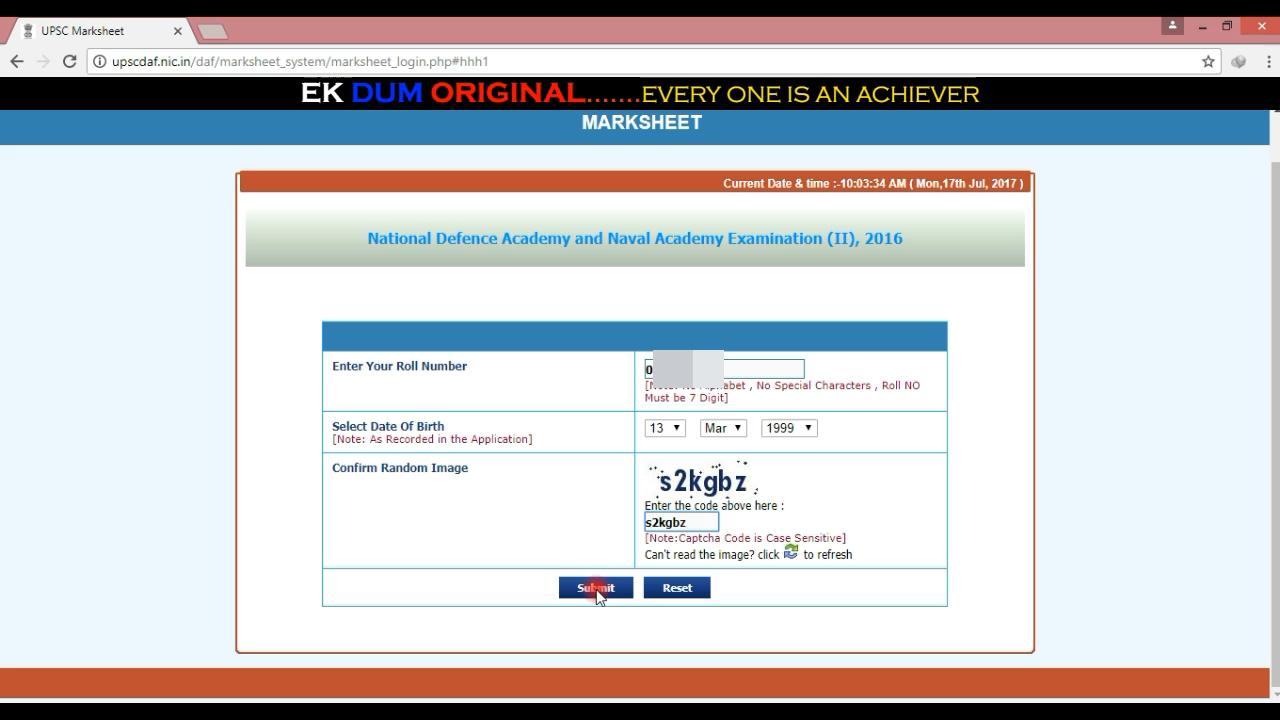 UPSC Marksheet
upscdaf.nic.in/daf/marksheet_system/marksheet_login.php#hhh1
EK DUM ORIGINAL.......EVERY ONE IS AN ACHIEVER
MARKSHEET
Current Date & time :-10:03:34 AM ( Mon,17th Jul, 2017 )
National Defence Academy and Naval Academy Examination (II), 2016
Enter Your Roll Number
0
[Note: No Alphabet , No Special Characters , Roll NO
Must be 7 Digit]
Select Date Of Birth
[Note: As Recorded in the Application]
13 Mar 1999
Confirm Random Image
s2kgbz
Enter the code above here :
s2kgbz
[Note:Captcha Code is Case Sensitive]
Can't read the image? click to refresh
Submit Reset